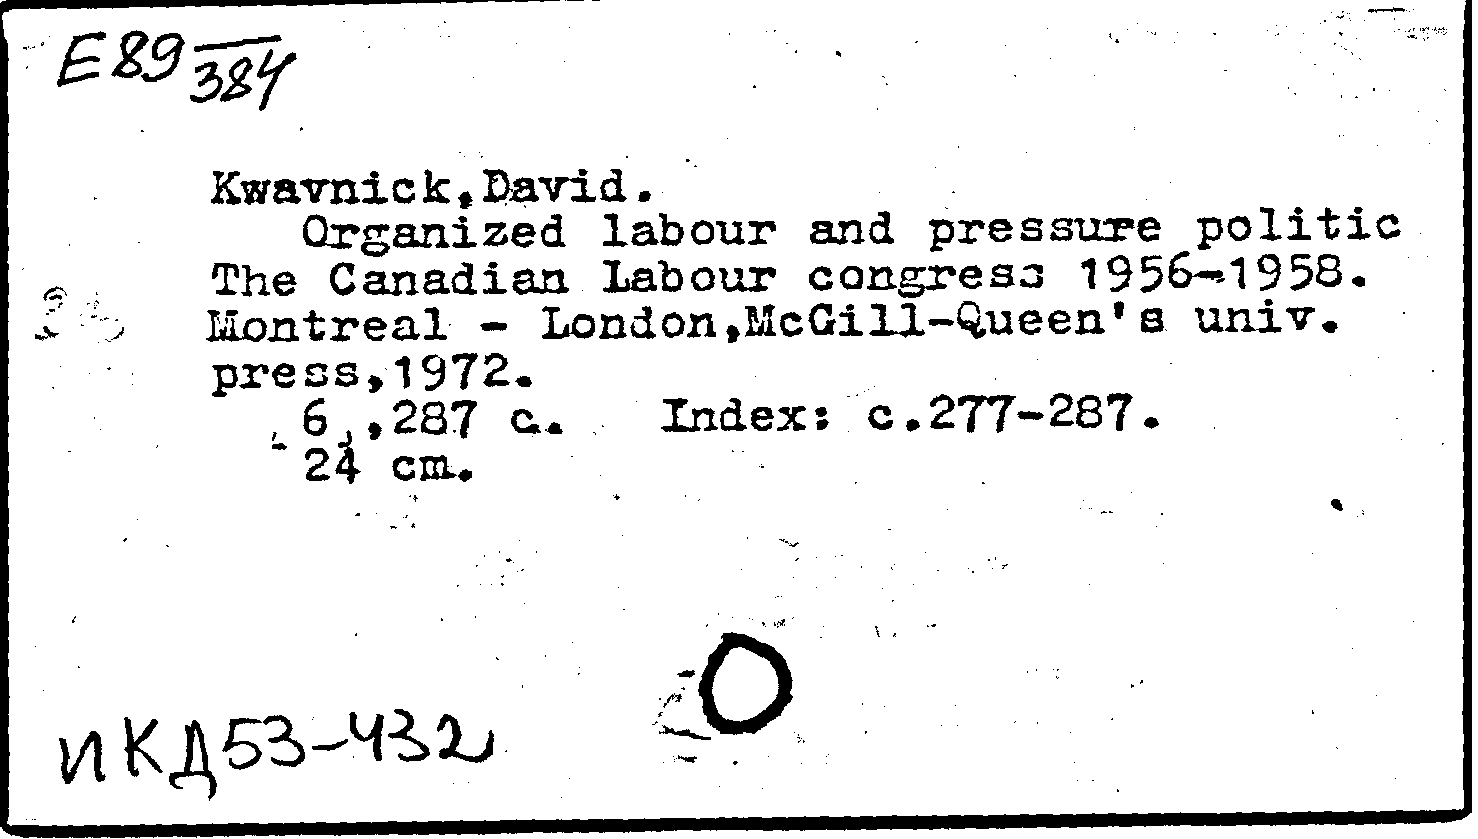 E89
384
Kwavnick,David.
Organized labour and pressure politic
The Canadian Labour congress 1956-1958.
Montreal - London,McGill-Queen's univ.
press,1972.
6 ,287 c. Index: c.277-287.
24 cm.
ИКД53-432